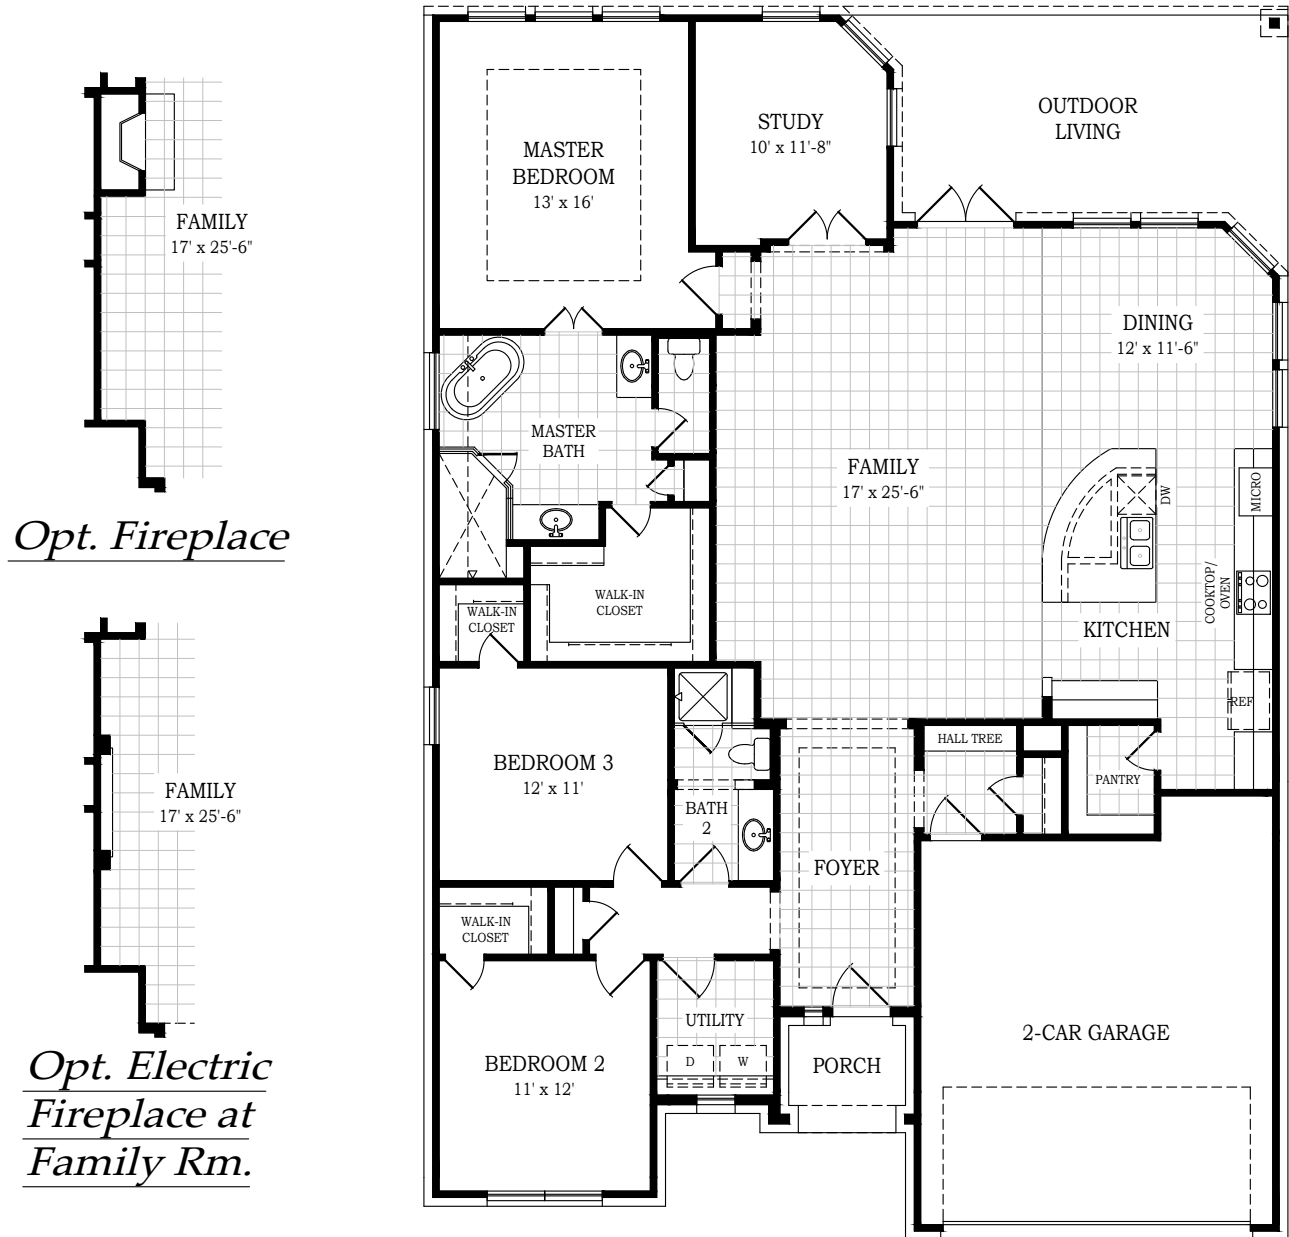 FAMILY
17' x 25'-6"
Opt. Fireplace
FAMILY
17' x 25'-6"
Opt. Electric
Fireplace at
Family Rm.
MASTER
BEDROOM
13' x 16'
STUDY
10' x 11'-8"
OUTDOOR
LIVING
DINING
12' x 11'-6"
MASTER
BATH
FAMILY
17' x 25'-6"
DW
MICRO
COOKTOP/
OVEN
KITCHEN
REF
WALK-IN
CLOSET
WALK-IN
CLOSET
BEDROOM 3
12' x 11'
HALL TREE
PANTRY
BATH
2
FOYER
WALK-IN
CLOSET
UTILITY
D
W
BEDROOM 2
11' x 12'
PORCH
2-CAR GARAGE